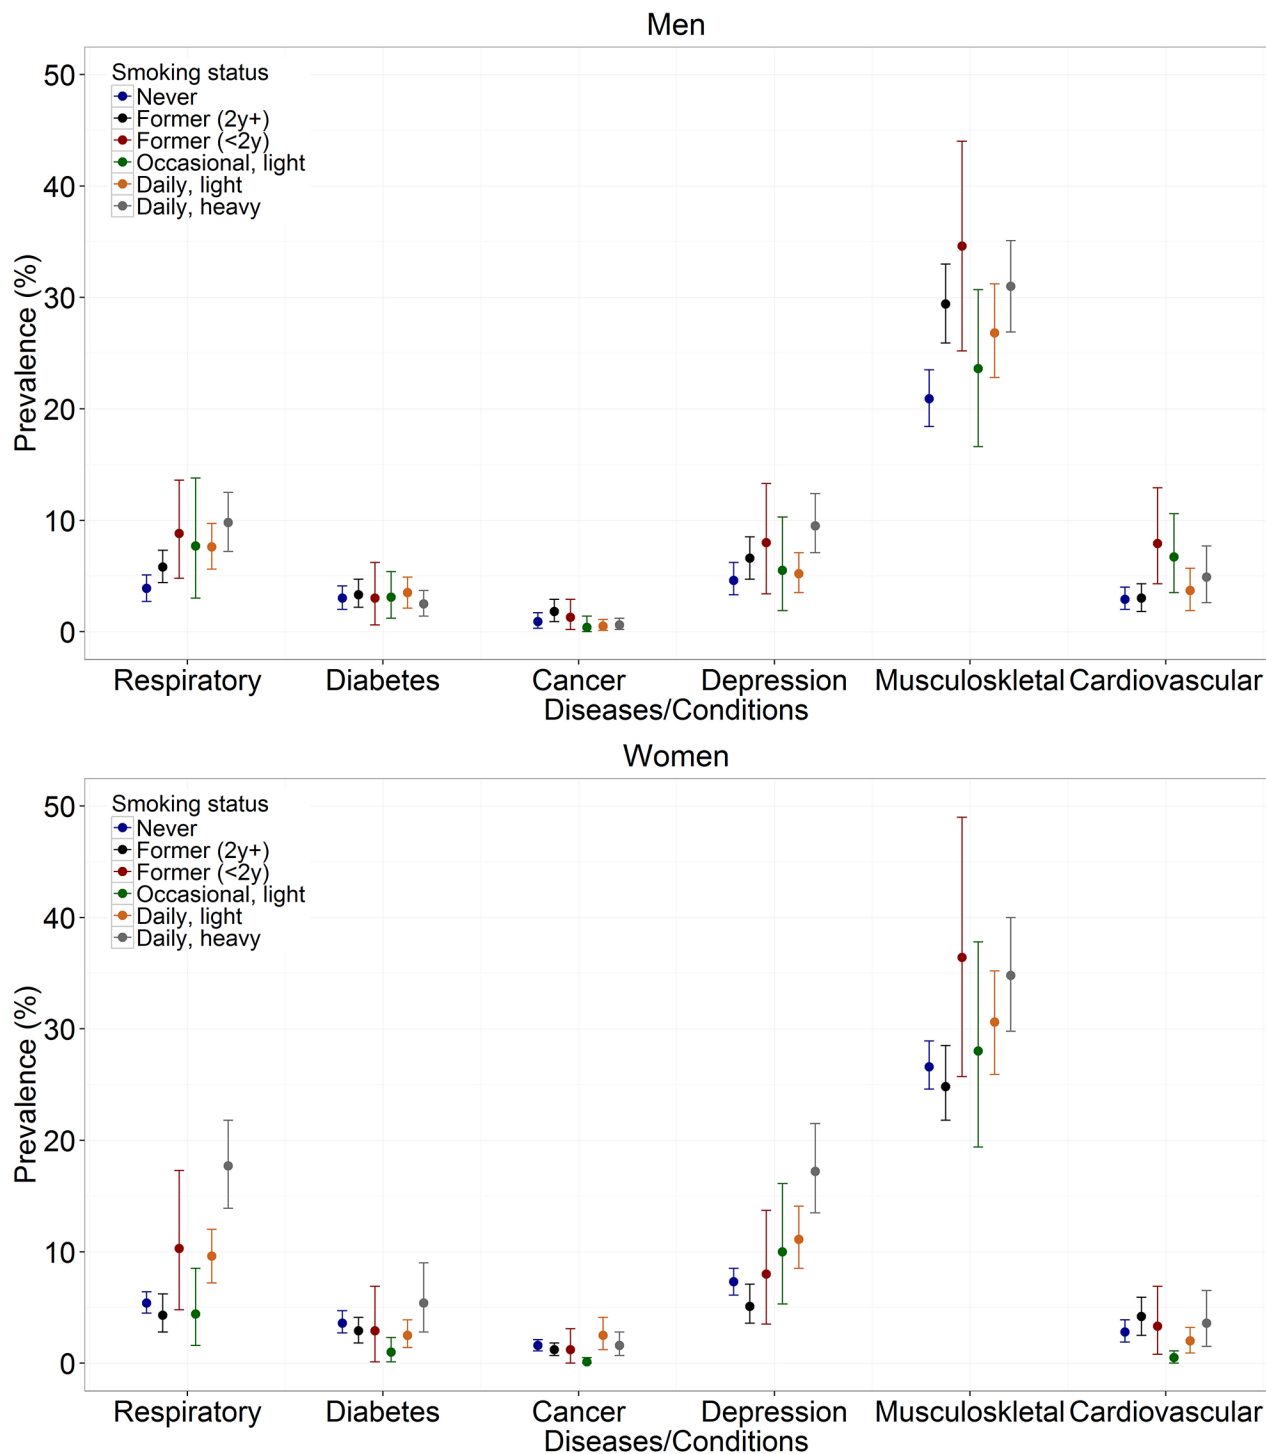 Men
50
40
30
20
10
0
Prevalence (%)
Smoking status
Never
Former (2y+)
Former (<2y)
Occasional, light
Daily, light
Daily, heavy
Respiratory Diabetes Cancer Depression Musculoskletal Cardiovascular
Diseases/Conditions
Women
50
40
30
20
10
0
Prevalence (%)
Smoking status
Never
Former (2y+)
Former (<2y)
Occasional, light
Daily, light
Daily, heavy
Respiratory Diabetes Cancer Depression Musculoskletal Cardiovascular
Diseases/Conditions